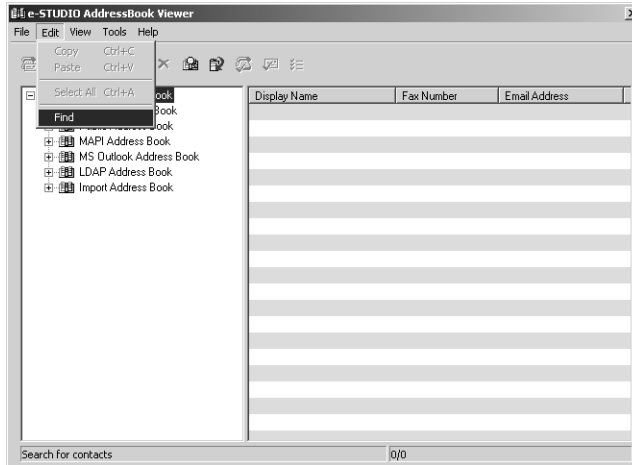 e-STUDIO AddressBook Viewer
File Edit View Tools Help
Copy Ctrl+C
Paste Ctrl+V
Select All Ctrl+A
Find
ook
Book
Book
MAPI Address Book
MS Outlook Address Book
LDAP Address Book
Import Address Book
Display Name Fax Number Email Address
Search for contacts 0/0